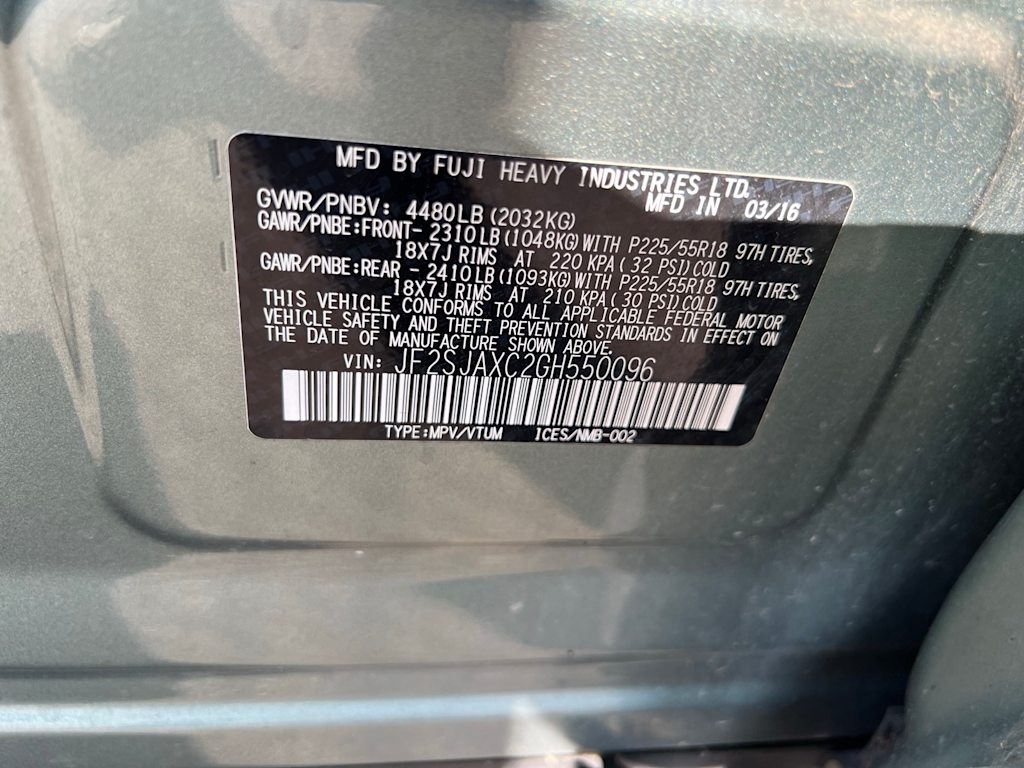 MFD BY FUJI HEAVY INDUSTRIES LTD.
MFD IN 03/16
GVWR/PNBV: 4480LB (2032KG)
GAWR/PNBE:FRONT- 2310LB (1048KG) WITH P225/55R18 97H TIRES,
18X7J RIMS AT 220 KPA ( 32 PSI) COLD
GAWR/PNBE:REAR - 2410LB (1093KG) WITH P225/55R18 97H TIRES,
18X7J RIMS AT 210 KPA ( 30 PSI) COLD
THIS VEHICLE CONFORMS TO ALL APPLICABLE FEDERAL MOTOR
VEHICLE SAFETY AND THEFT PREVENTION STANDARDS IN EFFECT ON
THE DATE OF MANUFACTURE SHOWN ABOVE.
VIN: JF2SJAXC2GH550096
TYPE:MPV/VTUM ICES/NMB-002